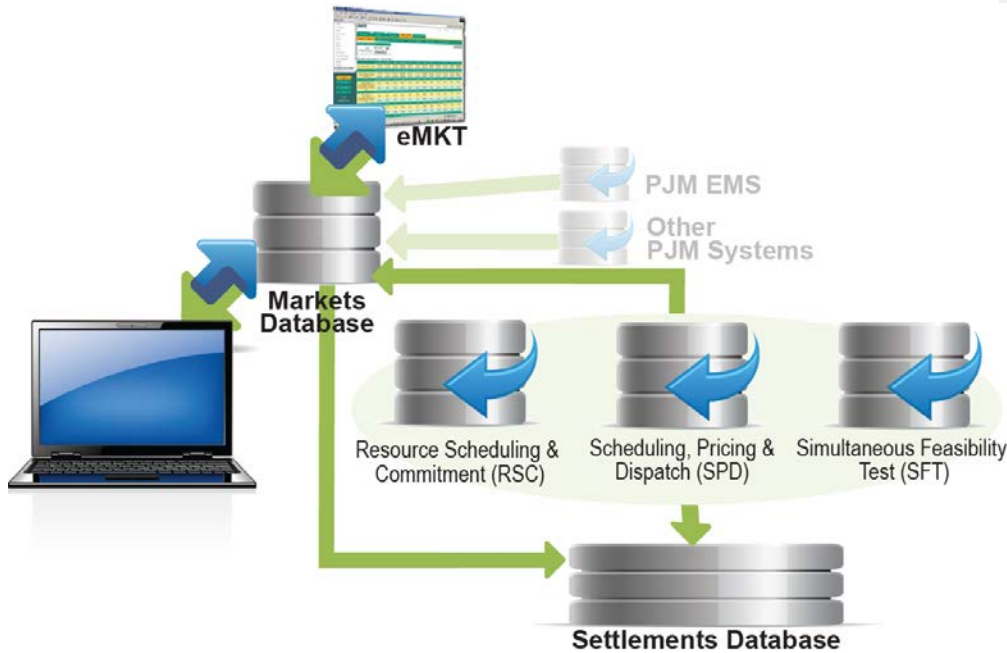 eMKT
PJM EMS
Other
PJM Systems
Markets
Database
Resource Scheduling &
Commitment (RSC)
Scheduling, Pricing &
Dispatch (SPD)
Simultaneous Feasibility
Test (SFT)
Settlements Database